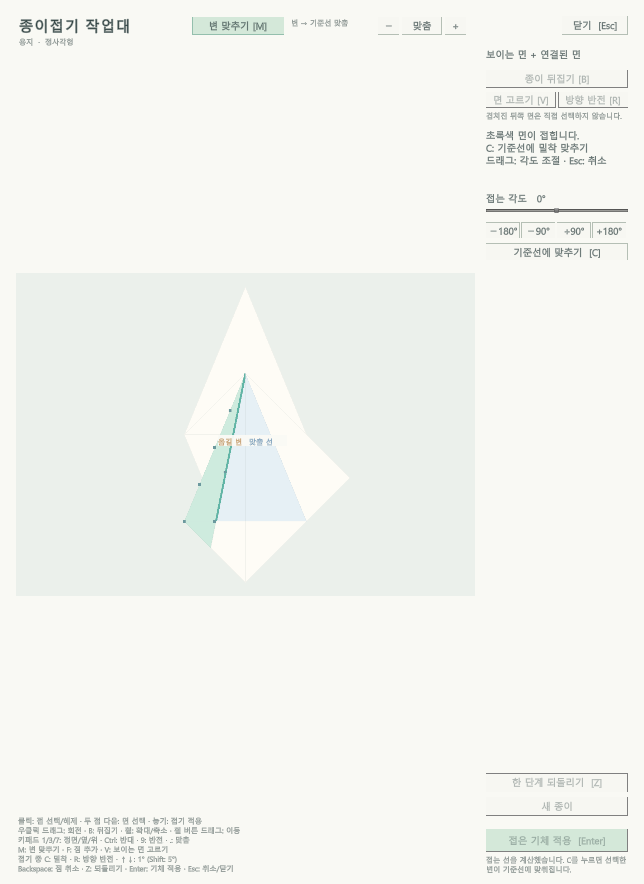 종이접기 작업대
용지 · 정사각형
변 맞추기 [M]
변 → 기준선 맞춤
− 맞춤 +
닫기 [Esc]
보이는 면 + 연결된 면
종이 뒤집기 [B]
면 고르기 [V] 방향 반전 [R]
겹쳐진 뒤쪽 면은 직접 선택하지 않습니다.
초록색 면이 접힙니다.
C: 기준선에 밀착 맞추기
드래그: 각도 조절 · Esc: 취소
접는 각도 0°
−180° −90° +90° +180°
기준선에 맞추기 [C]
옮길 변 맞출 선
한 단계 되돌리기 [Z]
새 종이
접은 기체 적용 [Enter]
접는 선을 계산했습니다. C를 누르면 선택한
변이 기준선에 맞춰집니다.
클릭: 점 선택/해제 · 두 점 다음: 면 선택 · 놓기: 접기 적용
우클릭 드래그: 회전 · B: 뒤집기 · 휠: 확대/축소 · 휠 버튼 드래그: 이동
키패드 1/3/7: 정면/옆/위 · Ctrl: 반대 · 9: 반전 · .: 맞춤
M: 변 맞추기 · F: 점 추가 · V: 보이는 면 고르기
접기 중 C: 밀착 · R: 방향 반전 · ↑ ↓: 1° (Shift: 5°)
Backspace: 점 취소 · Z: 되돌리기 · Enter: 기체 적용 · Esc: 취소/닫기